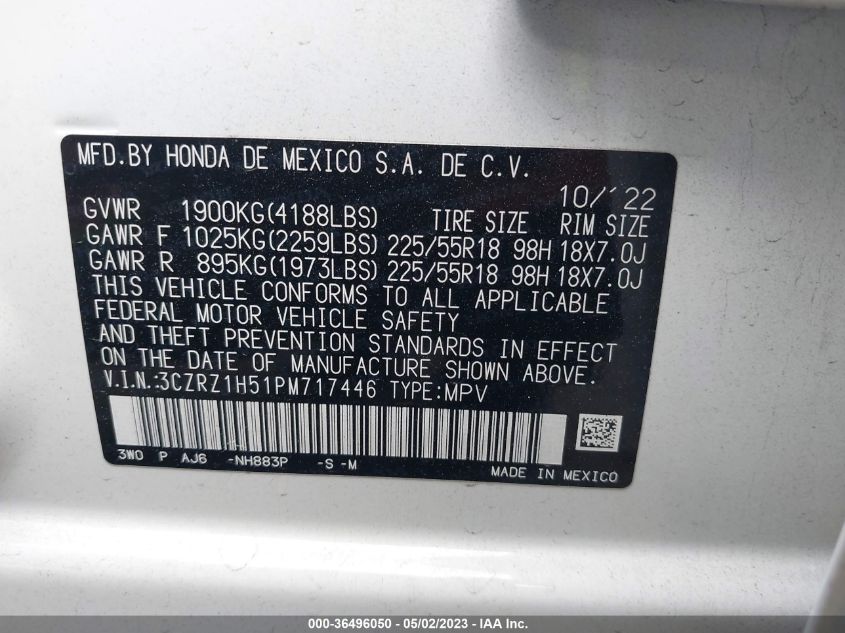 MFD.BY HONDA DE MEXICO S.A. DE C.V.
10/'22
GVWR 1900KG(4188LBS) TIRE SIZE RIM SIZE
GAWR F 1025KG(2259LBS) 225/55R18 98H 18X7.0J
GAWR R 895KG(1973LBS) 225/55R18 98H 18X7.0J
THIS VEHICLE CONFORMS TO ALL APPLICABLE
FEDERAL MOTOR VEHICLE SAFETY
AND THEFT PREVENTION STANDARDS IN EFFECT
ON THE DATE OF MANUFACTURE SHOWN ABOVE.
V.I.N.:3CZRZ1H51PM717446 TYPE:MPV
3W0 P AJ6 -NH883P -S -M
MADE IN MEXICO
000-36496050 - 05/02/2023 - IAA Inc.